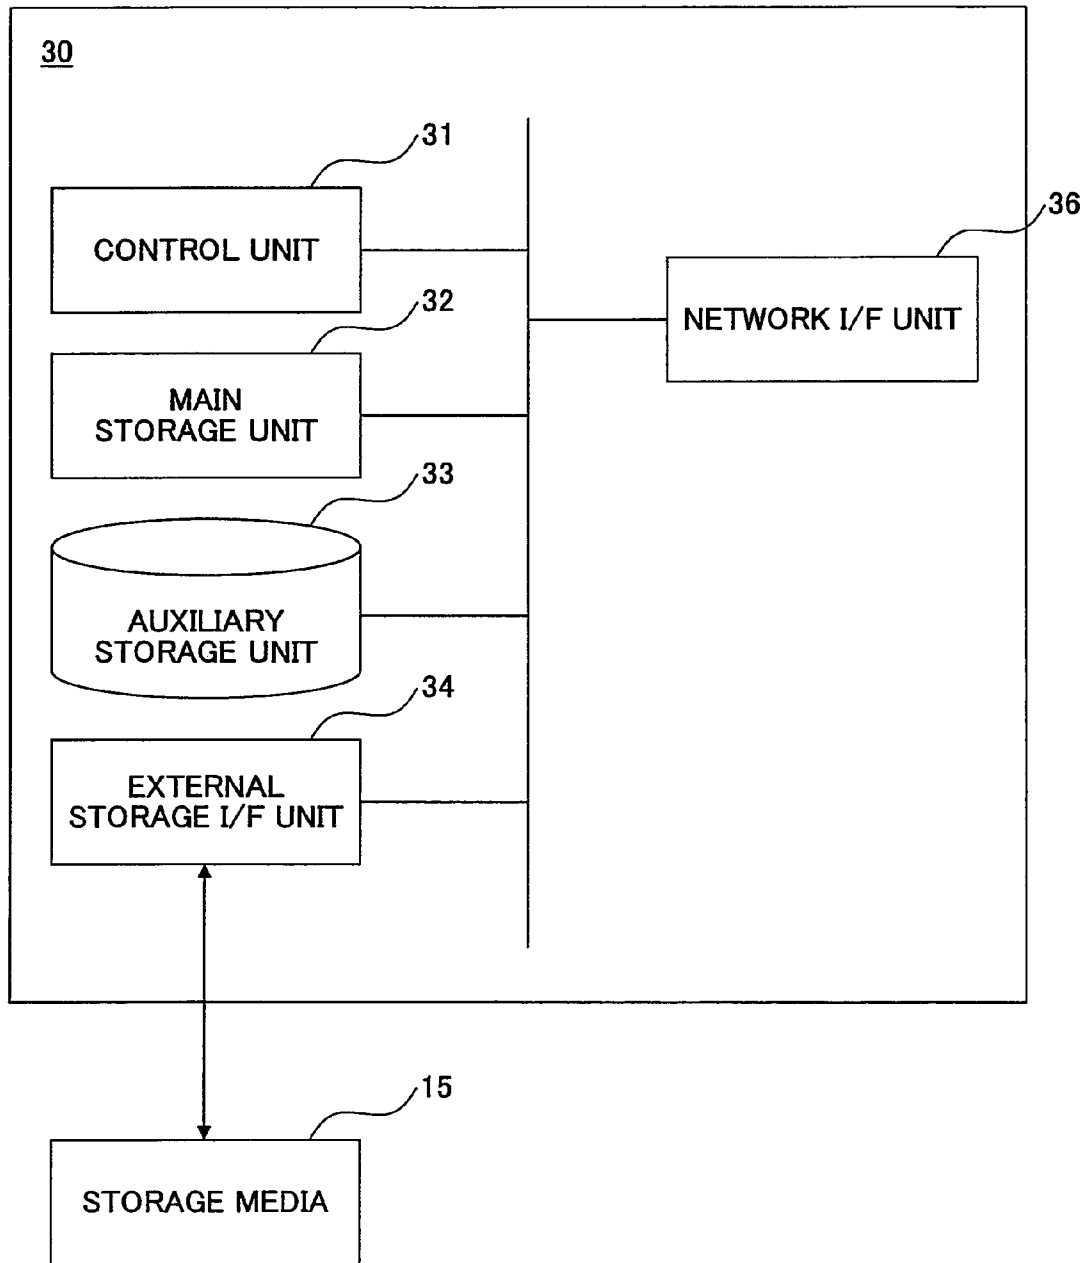 30
31
CONTROL UNIT
36
NETWORK I/F UNIT
32
MAIN
STORAGE UNIT
33
AUXILIARY
STORAGE UNIT
34
EXTERNAL
STORAGE I/F UNIT
15
STORAGE MEDIA